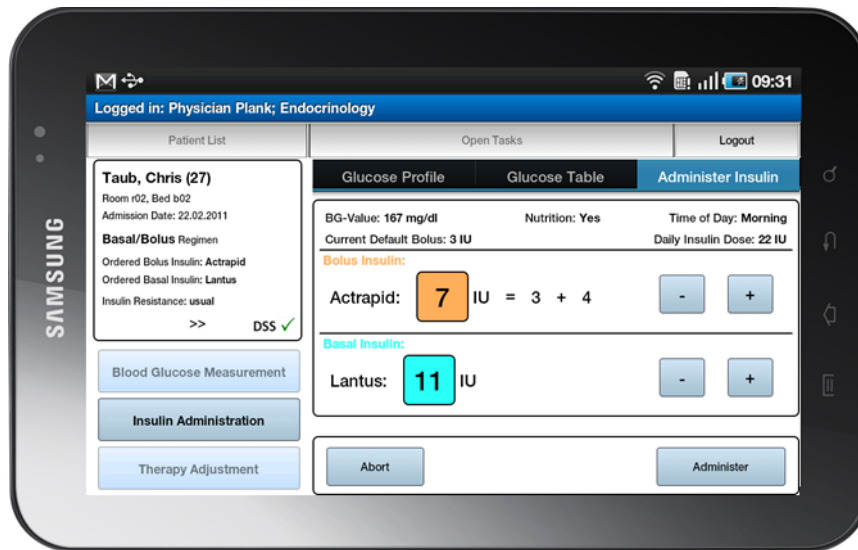 09:31
Logged in: Physician Plank; Endocrinology
Patient List
Open Tasks
Logout
Taub, Chris (27)
Room r02, Bed b02
Admission Date: 22.02.2011
Basal/Bolus Regimen
Ordered Bolus Insulin: Actrapid
Ordered Basal Insulin: Lantus
Insulin Resistance: usual
>> DSS ✓
Blood Glucose Measurement
Insulin Administration
Therapy Adjustment
Glucose Profile
Glucose Table
Administer Insulin
BG-Value: 167 mg/dl Nutrition: Yes Time of Day: Morning
Current Default Bolus: 3 IU Daily Insulin Dose: 22 IU
Bolus Insulin:
Actrapid: 7 IU = 3 + 4 - +
Basal Insulin:
Lantus: 11 IU - +
Abort
Administer
SAMSUNG